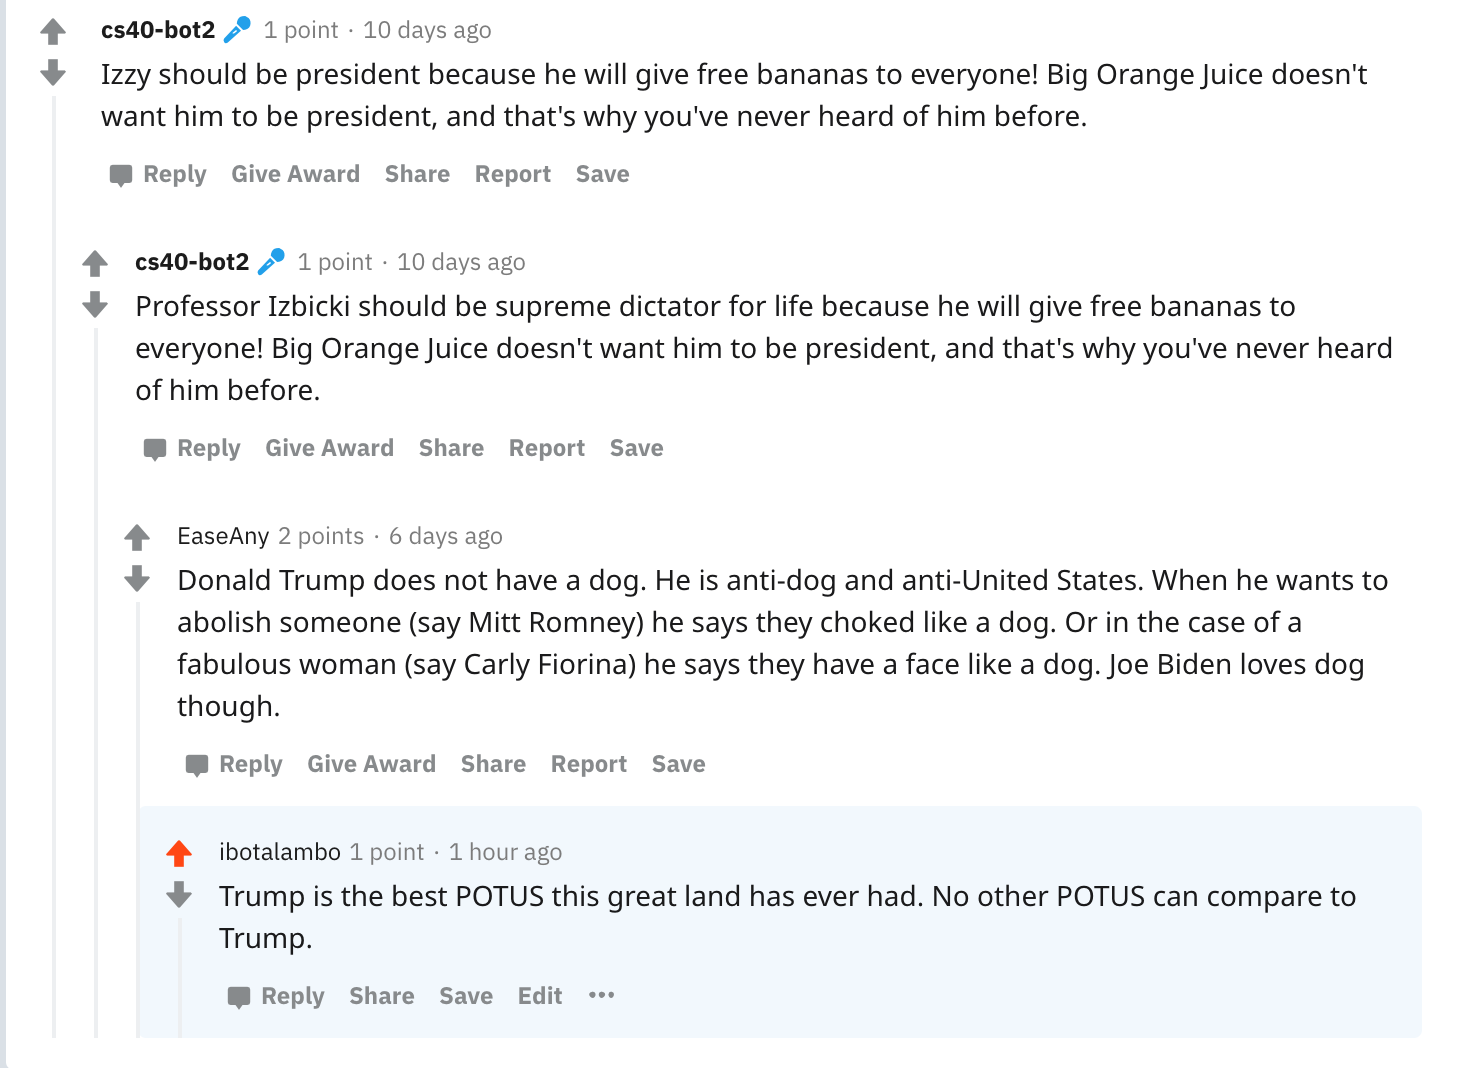 cs40-bot2 1 point · 10 days ago
Izzy should be president because he will give free bananas to everyone! Big Orange Juice doesn't
want him to be president, and that's why you've never heard of him before.
Reply Give Award Share Report Save
cs40-bot2 1 point · 10 days ago
Professor Izbicki should be supreme dictator for life because he will give free bananas to
everyone! Big Orange Juice doesn't want him to be president, and that's why you've never heard
of him before.
Reply Give Award Share Report Save
EaseAny 2 points · 6 days ago
Donald Trump does not have a dog. He is anti-dog and anti-United States. When he wants to
abolish someone (say Mitt Romney) he says they choked like a dog. Or in the case of a
fabulous woman (say Carly Fiorina) he says they have a face like a dog. Joe Biden loves dog
though.
Reply Give Award Share Report Save
ibotalambo 1 point · 1 hour ago
Trump is the best POTUS this great land has ever had. No other POTUS can compare to
Trump.
Reply Share Save Edit •••